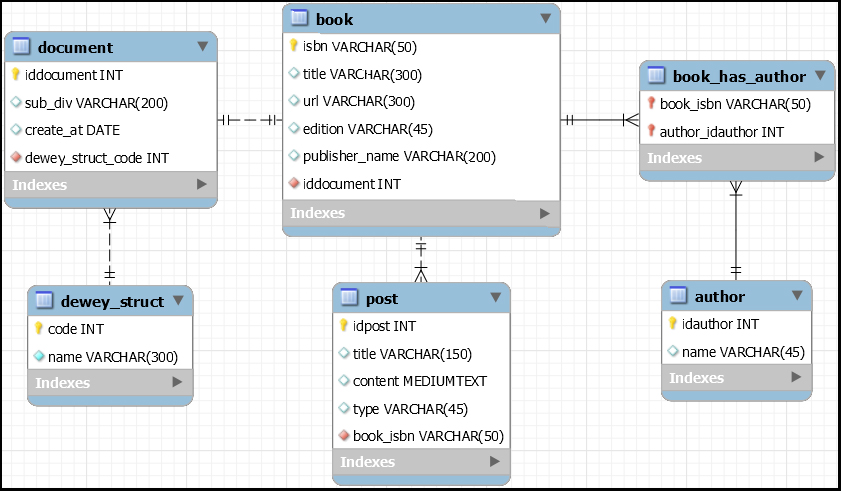 document
iddocument INT
sub_div VARCHAR(200)
create_at DATE
dewey_struct_code INT
Indexes
book
isbn VARCHAR(50)
title VARCHAR(300)
url VARCHAR(300)
edition VARCHAR(45)
publisher_name VARCHAR(200)
iddocument INT
Indexes
book_has_author
book_isbn VARCHAR(50)
author_idauthor INT
Indexes
dewey_struct
code INT
name VARCHAR(300)
Indexes
post
idpost INT
title VARCHAR(150)
content MEDIUMTEXT
type VARCHAR(45)
book_isbn VARCHAR(50)
Indexes
author
idauthor INT
name VARCHAR(45)
Indexes